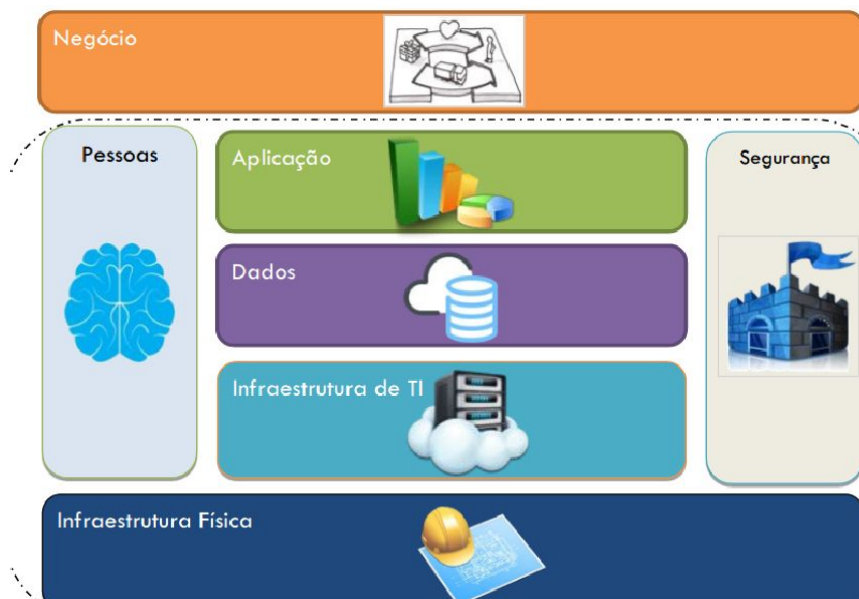 Negócio
Pessoas
Aplicação
Segurança
Dados
Infraestrutura de TI
Infraestrutura Física